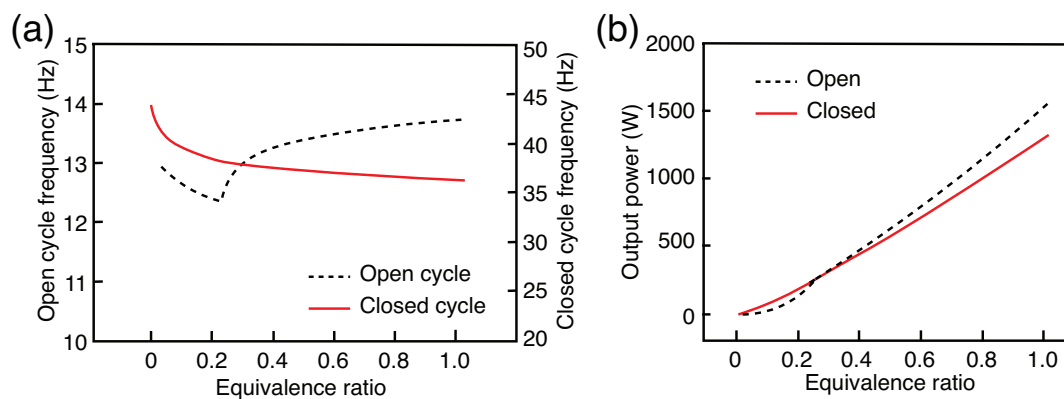 (a)
Open cycle frequency (Hz)
15
14
13
12
11
10
Closed cycle frequency (Hz)
50
45
40
35
30
25
20
Open cycle
Closed cycle
0 0.2 0.4 0.6 0.8 1.0
Equivalence ratio
(b)
Output power (W)
2000
1500
1000
500
0
Open
Closed
0 0.2 0.4 0.6 0.8 1.0
Equivalence ratio